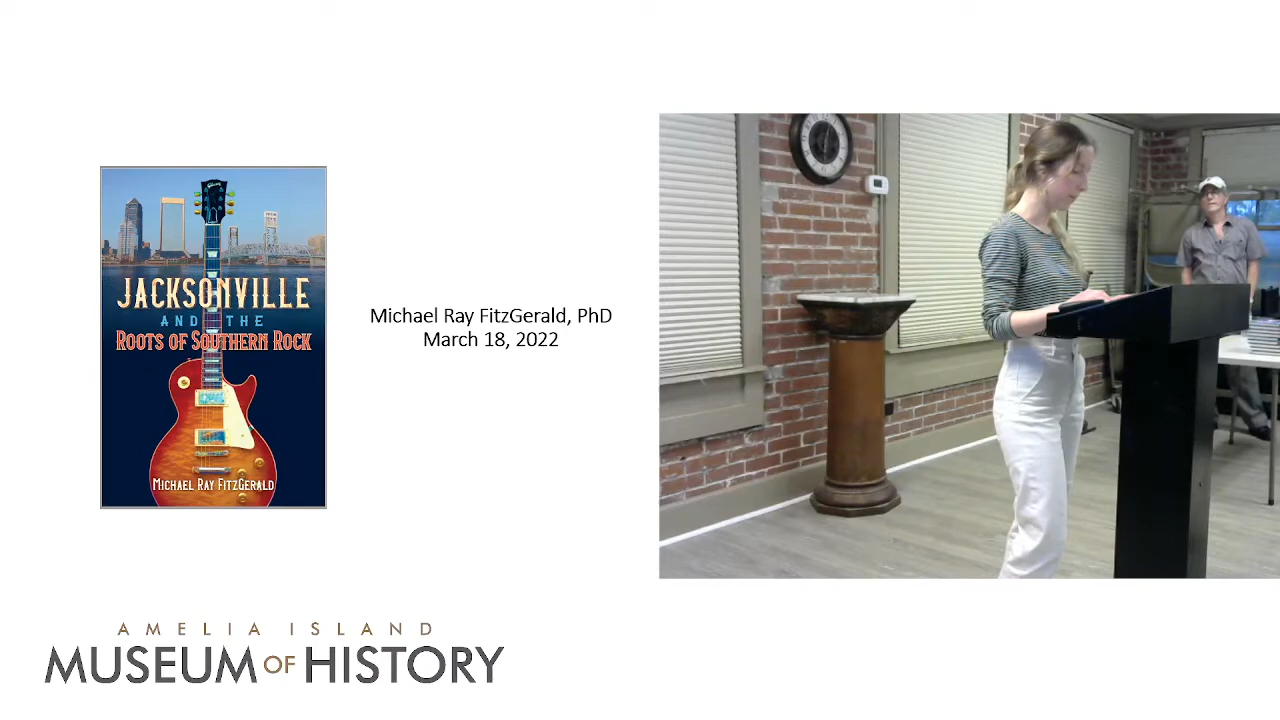 JACKSONVILLE
AND THE
ROOTS OF SOUTHERN ROCK
MICHAEL RAY FITZGERALD
Michael Ray FitzGerald, PhD
March 18, 2022
AMELIA ISLAND
MUSEUM OF HISTORY